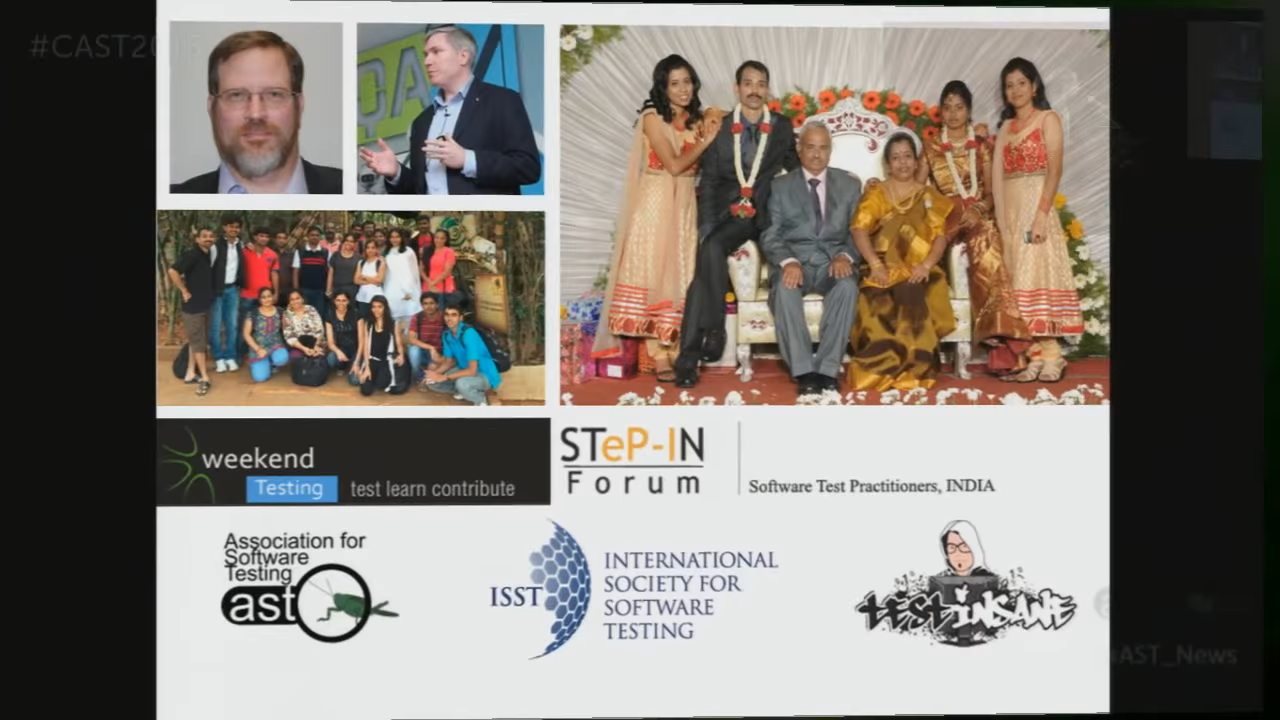 #CAST2015
QA
weekend
Testing
test learn contribute
STeP-IN
Forum
Software Test Practitioners, INDIA
Association for
Software
Testing
ast
ISST
INTERNATIONAL
SOCIETY FOR
SOFTWARE
TESTING
TEST INSANE
AST_News